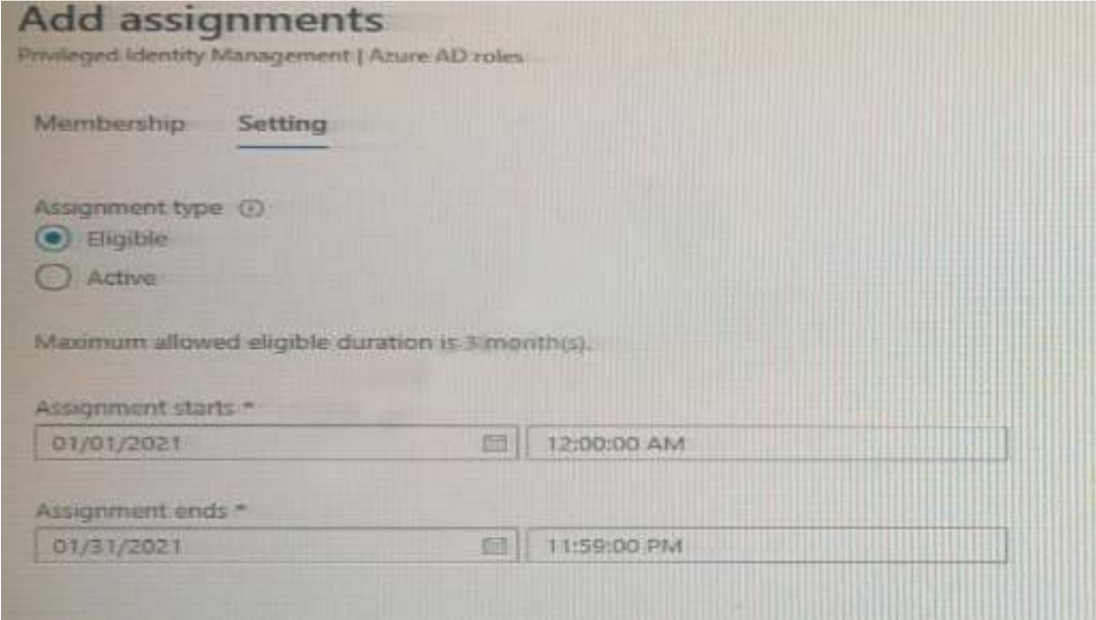 Add assignments
Privileged Identity Management | Azure AD roles
Membership Setting
Assignment type
Eligible
Active
Maximum allowed eligible duration is 3 month(s).
Assignment starts *
01/01/2021 12:00:00 AM
Assignment ends *
01/31/2021 11:59:00 PM